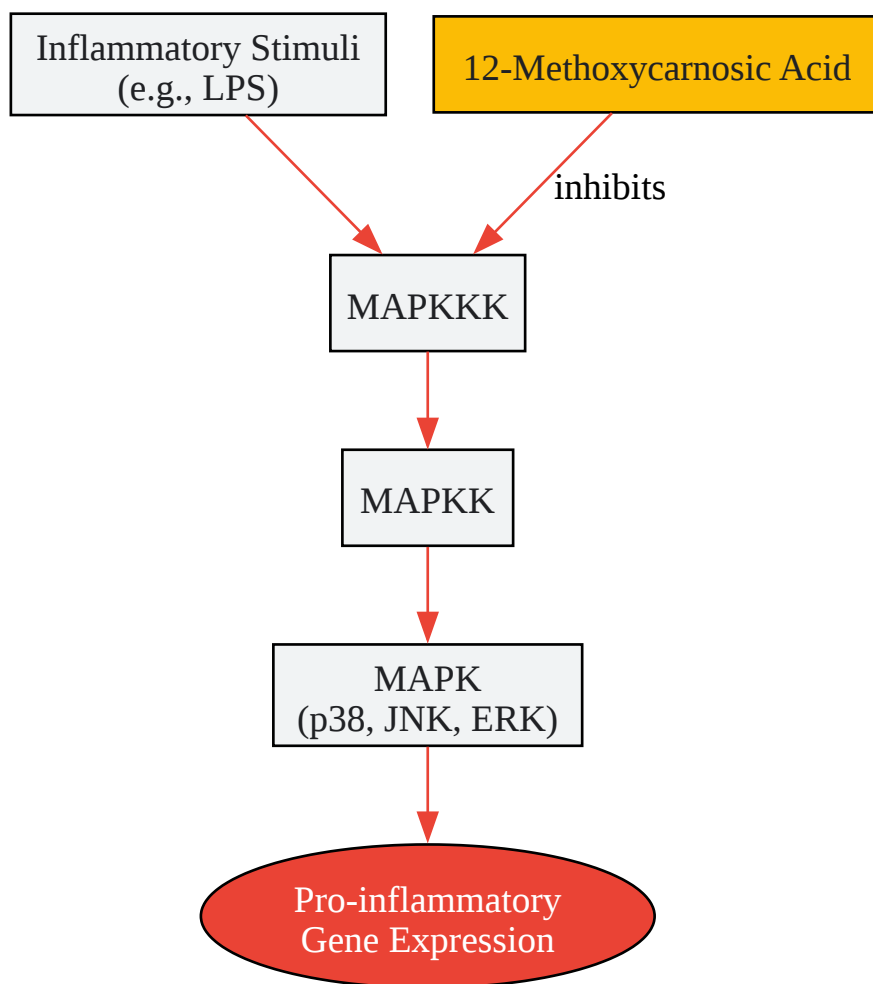 Inflammatory Stimuli
(e.g., LPS)
12-Methoxycarnosic Acid
inhibits
MAPKKK
MAPKK
MAPK
(p38, JNK, ERK)
Pro-inflammatory
Gene Expression